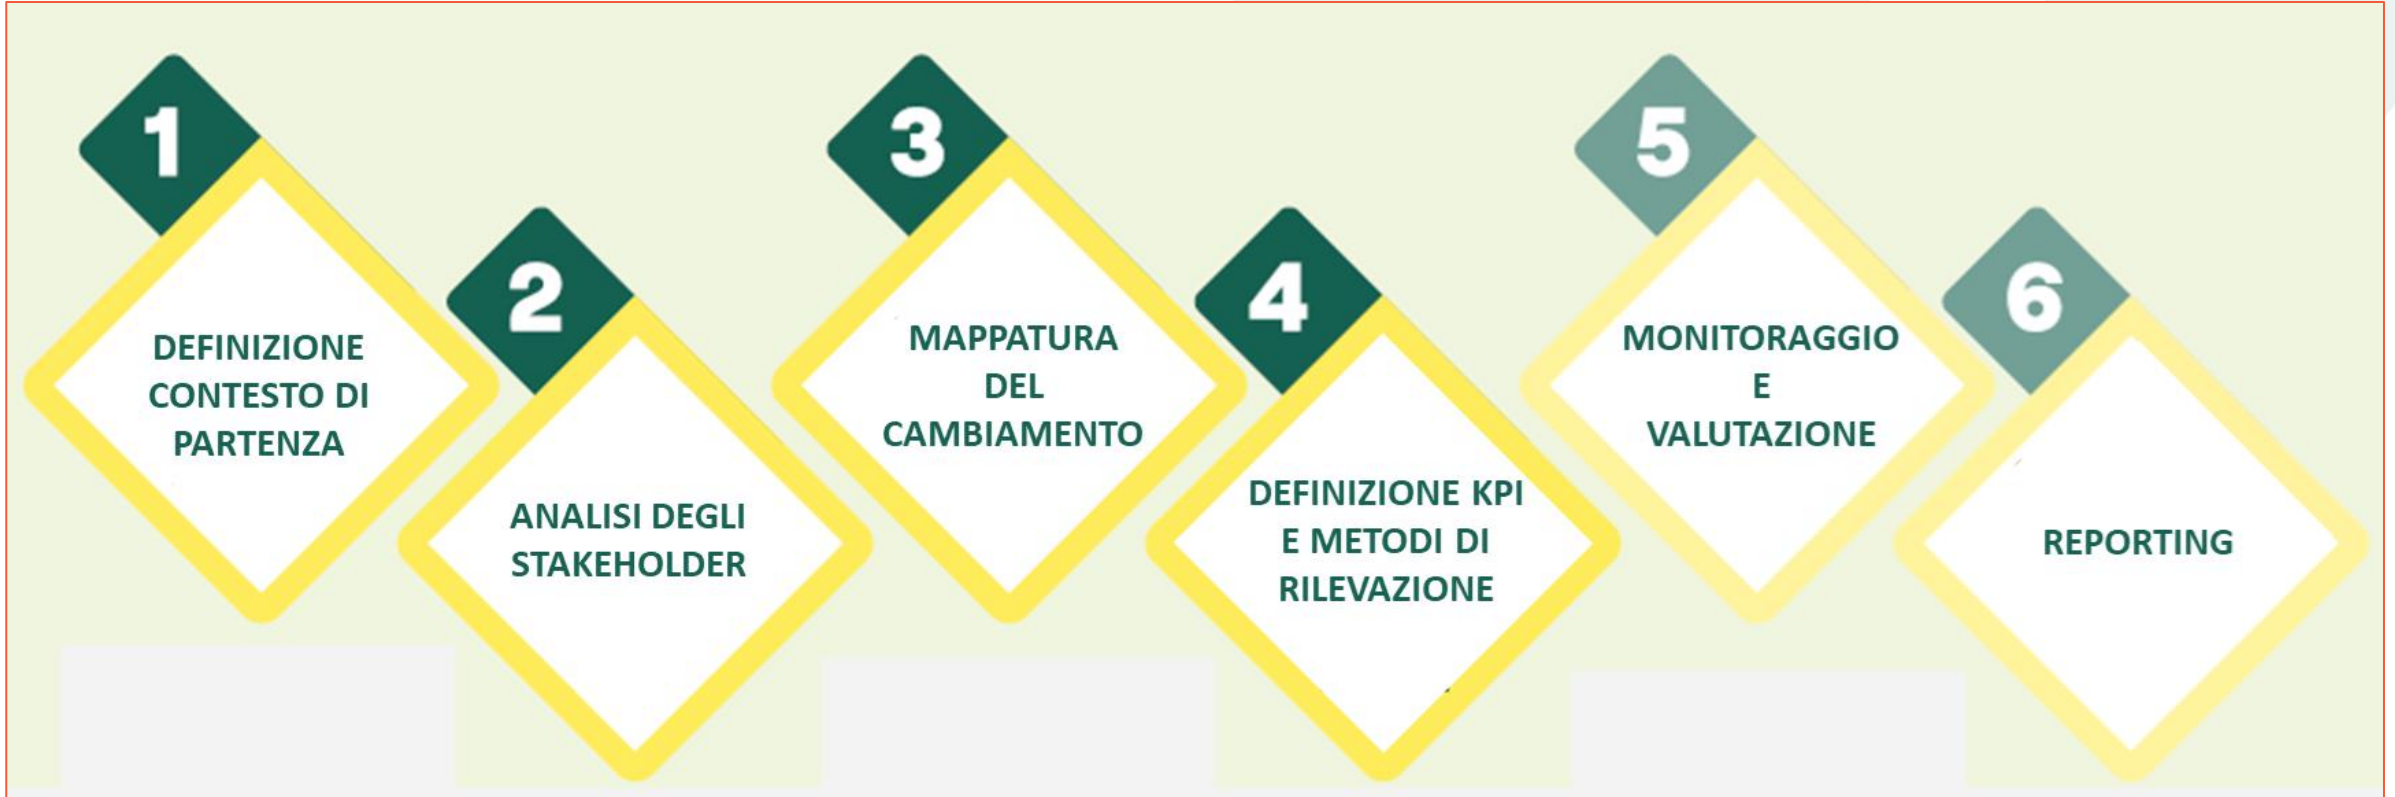 1
DEFINIZIONE
CONTESTO DI
PARTENZA
2
ANALISI DEGLI
STAKEHOLDER
3
MAPPATURA
DEL
CAMBIAMENTO
4
DEFINIZIONE KPI
E METODI DI
RILEVAZIONE
5
MONITORAGGIO
E
VALUTAZIONE
6
REPORTING